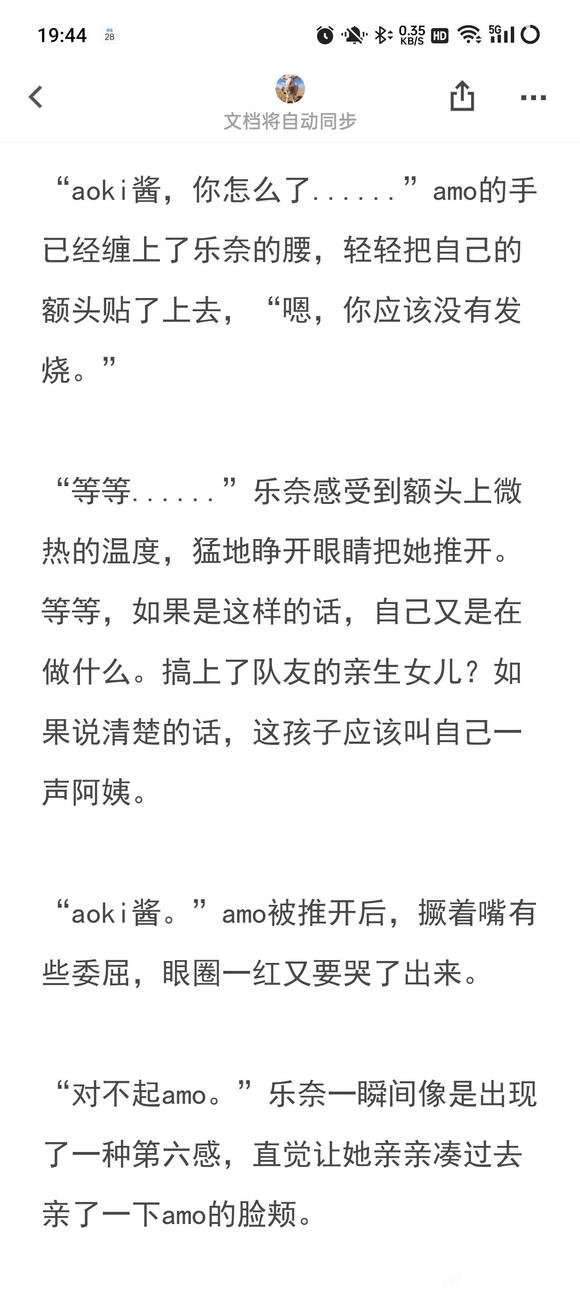 19:44
28
0.35
KB/S
HD
5G
文档将自动同步
“aoki酱，你怎么了......”amo的手
已经缠上了乐奈的腰，轻轻把自己的
额头贴了上去，“嗯，你应该没有发
烧。”
“等等......”乐奈感受到额头上微
热的温度，猛地睁开眼睛把她推开。
等等，如果是这样的话，自己又是在
做什么。搞上了队友的亲生女儿？如
果说清楚的话，这孩子应该叫自己一
声阿姨。
“aoki酱。”amo被推开后，撅着嘴有
些委屈，眼圈一红又要哭了出来。
“对不起amo。”乐奈一瞬间像是出现
了一种第六感，直觉让她亲亲凑过去
亲了一下amo的脸颊。